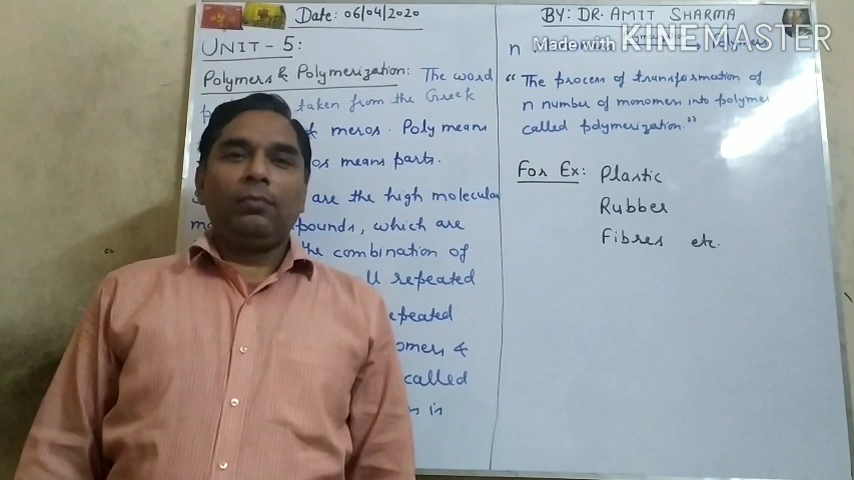 Date: 06/04/2020
UNIT-5:
Polymers & Polymerization: The word
taken from the Greek
& meros. Poly means
os means parts.
are the high molecular
pounds, which are
the combination of
repeated
epeated
omers &
called
in
BY: DR. AMIT SHARMA
n
Made with KINEMASTER
"The process of transformation of
n number of monomers into polymer
called polymerization."
For Ex: Plastic
Rubber
Fibres etc.